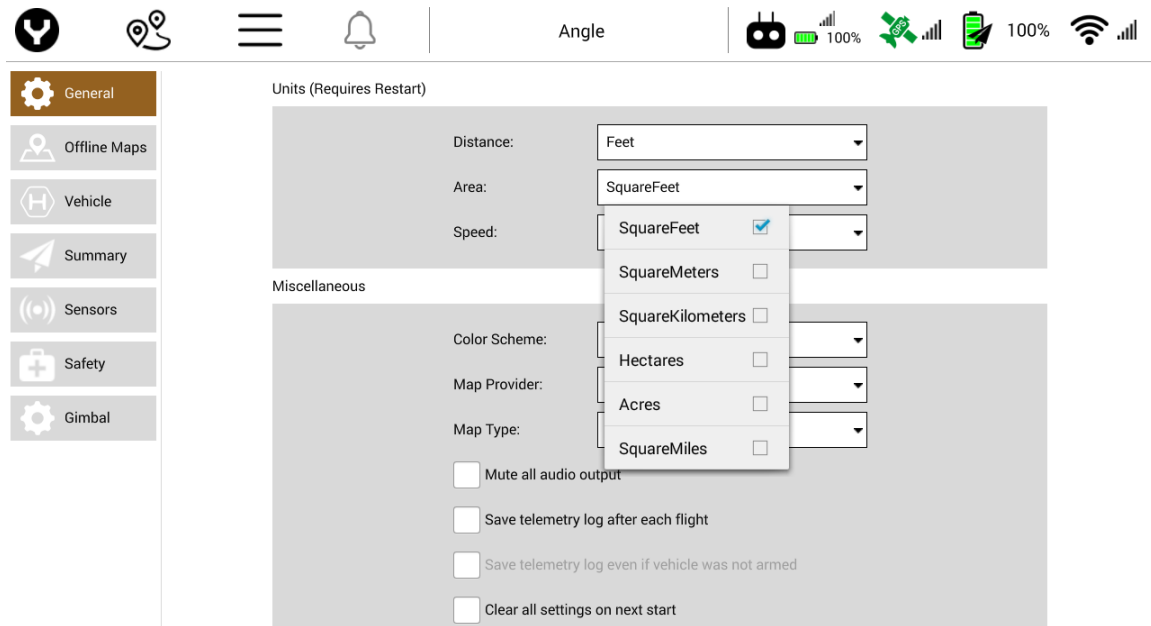 Angle
100%
GPS
100%
General
Offline Maps
Vehicle
Summary
Sensors
Safety
Gimbal
Units (Requires Restart)
Distance: Feet
Area: SquareFeet
Speed:
SquareFeet
SquareMeters
SquareKilometers
Hectares
Acres
SquareMiles
Miscellaneous
Color Scheme:
Map Provider:
Map Type:
Mute all audio output
Save telemetry log after each flight
Save telemetry log even if vehicle was not armed
Clear all settings on next start